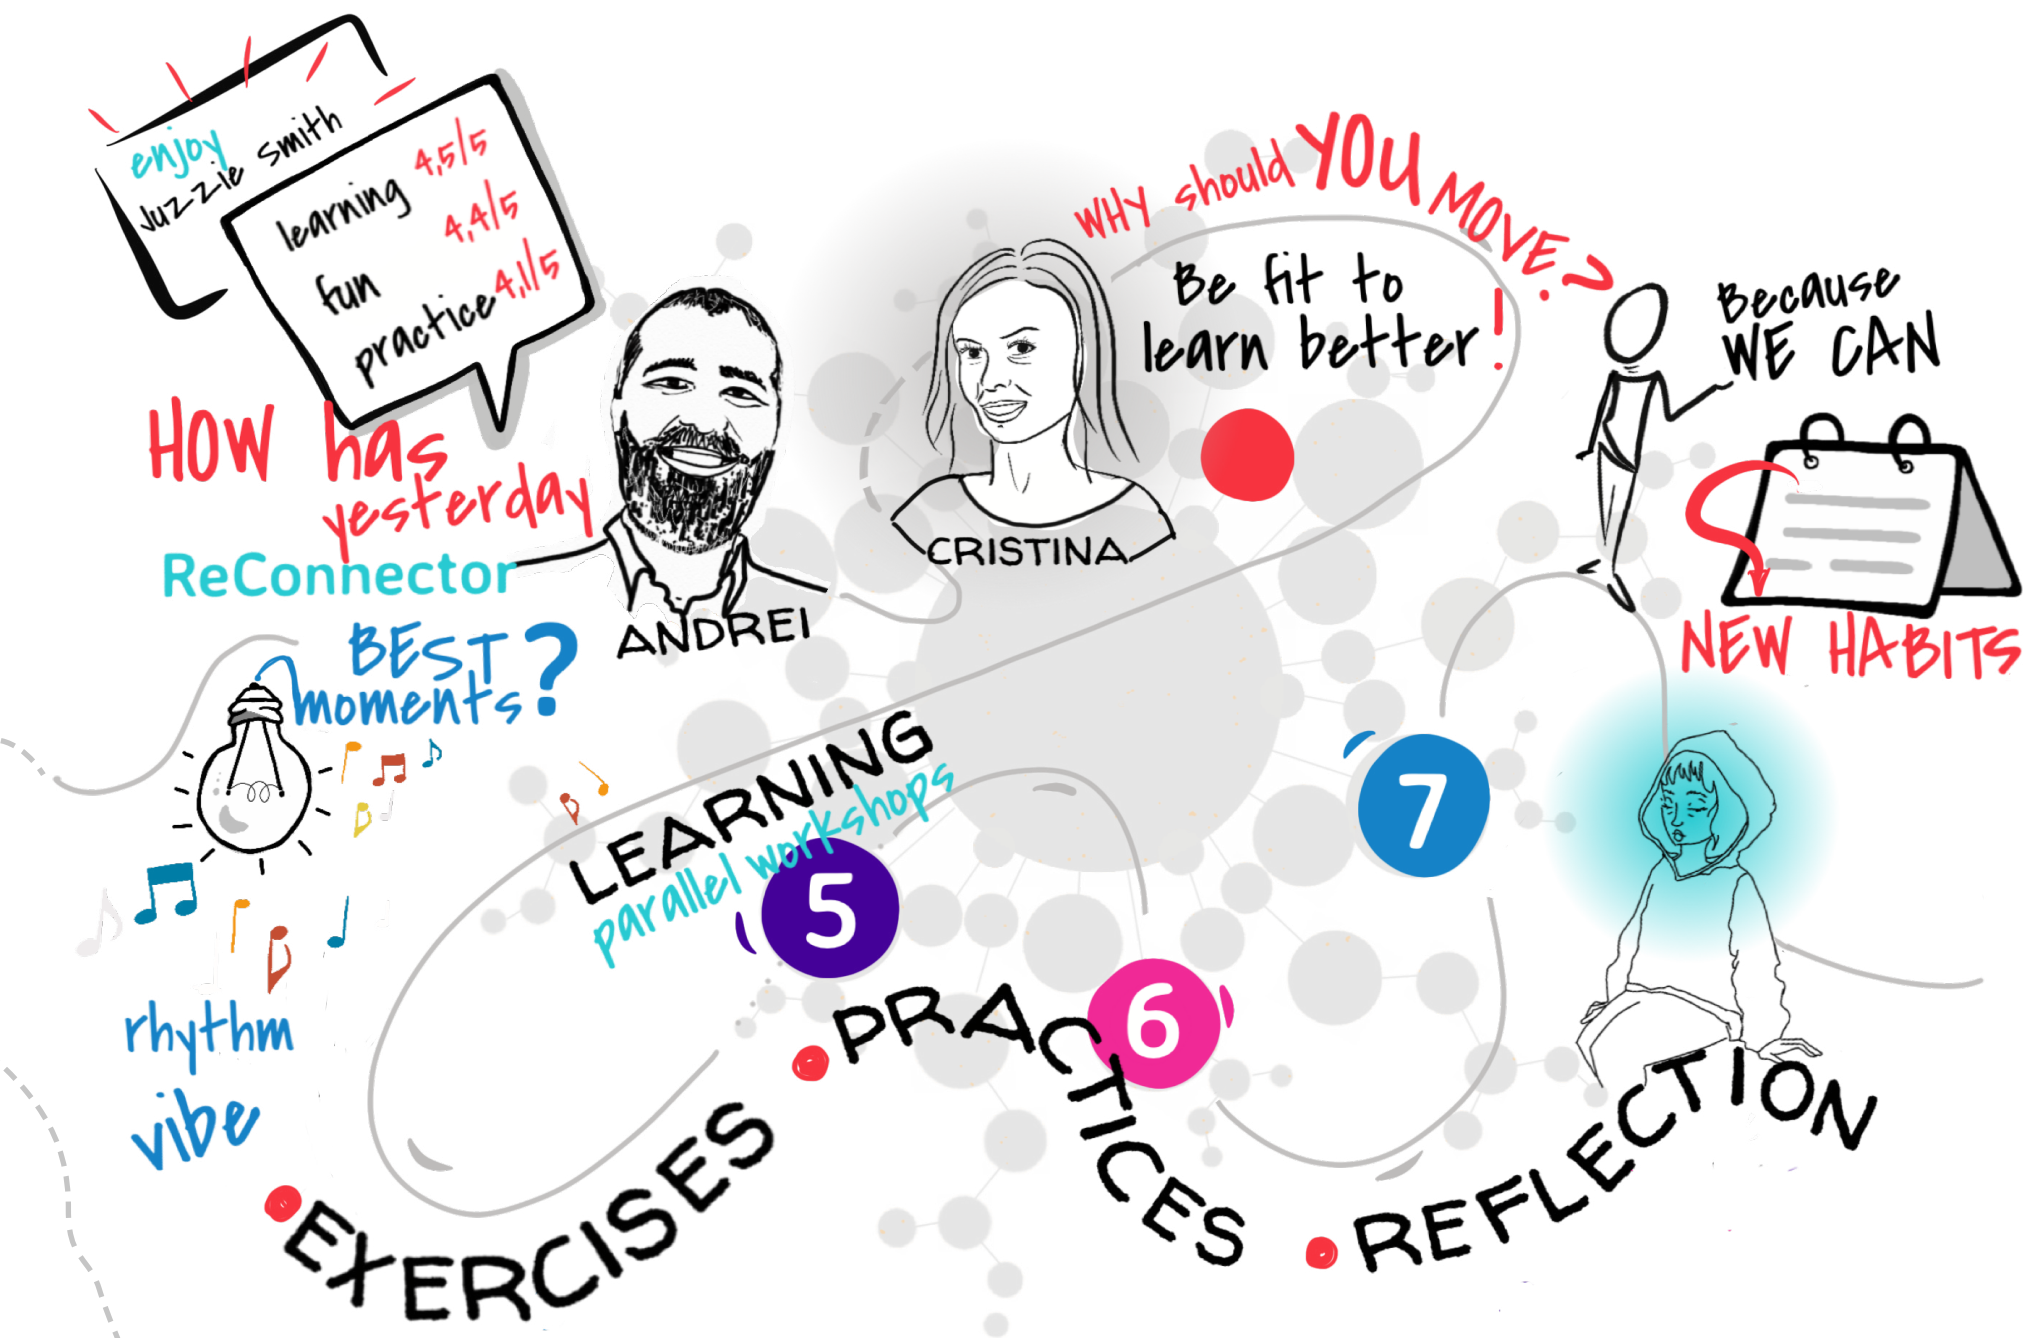 enjoy
Juzzie Smith
learning 4,5/5
fun 4,4/5
practice 4,1/5
HOW has
yesterday
ReConnector
BEST
moments?
ANDREI
CRISTINA
WHY should YOU MOVE?
Be fit to
learn better!
Because
WE CAN
NEW HABITS
LEARNING
parallel workshops
5
6
7
rhythm
vibe
EXERCISES
PRACTICES
REFLECTION